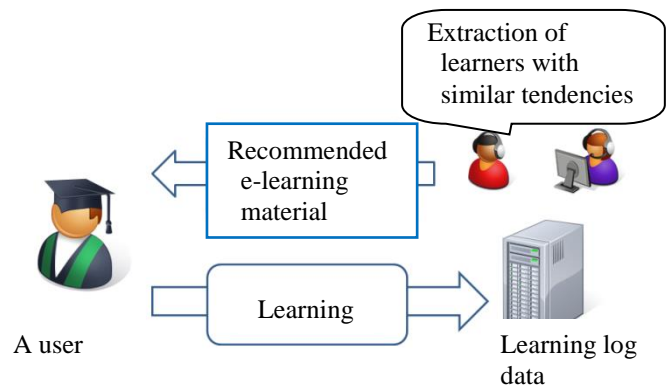 Extraction of
learners with
similar tendencies
Recommended
e-learning
material
Learning
A user
Learning log
data